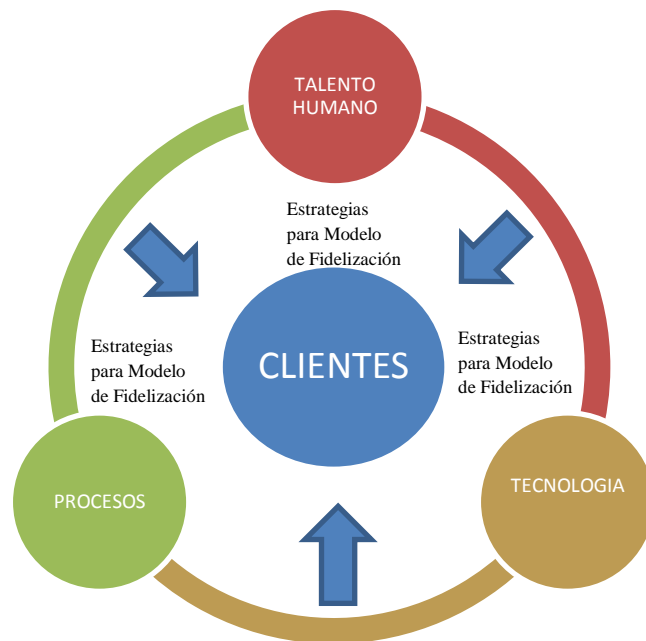 TALENTO
HUMANO
Estrategias
para Modelo
de Fidelización
CLIENTES
Estrategias
para Modelo
de Fidelización
Estrategias
para Modelo
de Fidelización
PROCESOS
TECNOLOGIA